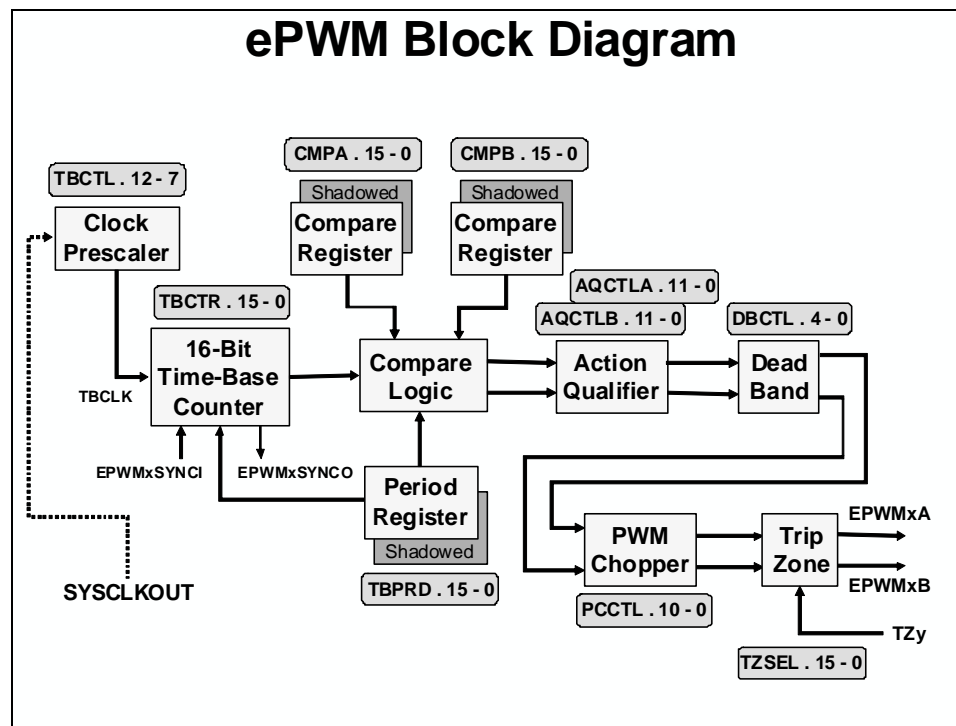 ePWM Block Diagram
CMPA . 15 - 0
CMPB . 15 - 0
TBCTL . 12 - 7
Shadowed
Shadowed
Clock
Prescaler
Compare
Register
Compare
Register
AQCTLA . 11 - 0
TBCTR . 15 - 0
AQCTLB . 11 - 0
DBCTL . 4 - 0
16-Bit
Time-Base
Counter
Compare
Logic
Action
Qualifier
Dead
Band
TBCLK
EPWMxSYNCI
EPWMxSYNCO
Period
Register
Shadowed
TBPRD . 15 - 0
SYSCLKOUT
PWM
Chopper
Trip
Zone
EPWMxA
EPWMxB
PCCTL . 10 - 0
TZy
TZSEL . 15 - 0